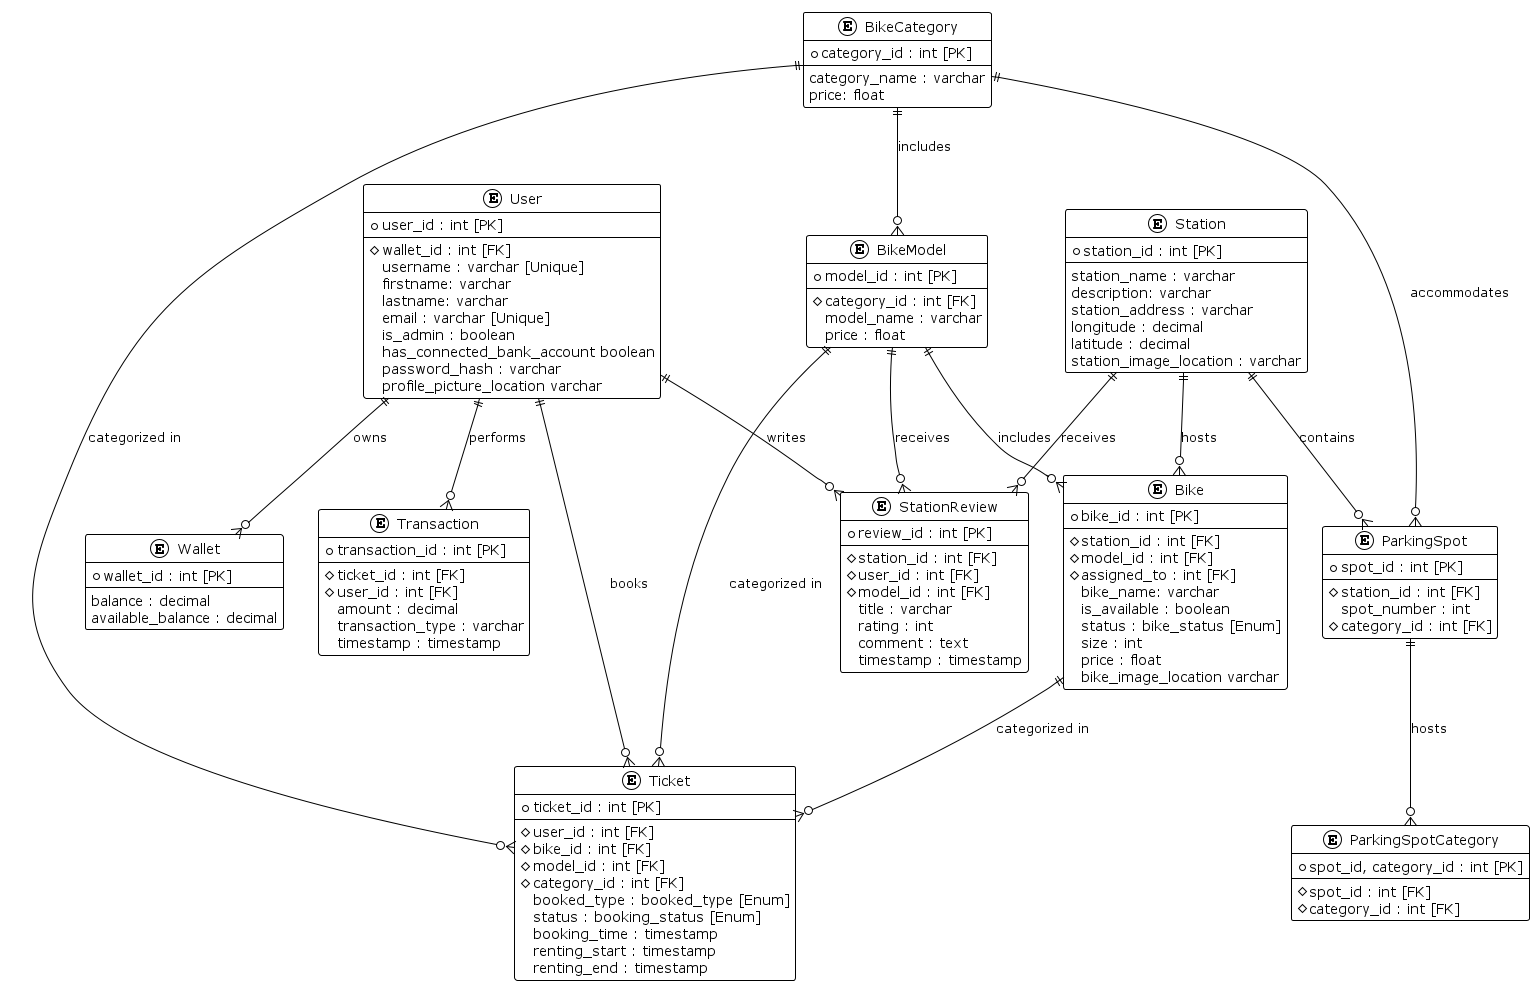 E BikeCategory
category_id : int [PK]
category_name : varchar
price: float
includes
E User
user_id : int [PK]
wallet_id : int [FK]
username : varchar [Unique]
firstname: varchar
lastname: varchar
email : varchar [Unique]
is_admin : boolean
has_connected_bank_account boolean
password_hash : varchar
profile_picture_location varchar
E BikeModel
model_id : int [PK]
category_id : int [FK]
model_name : varchar
price : float
E Station
station_id : int [PK]
station_name : varchar
description: varchar
station_address : varchar
longitude : decimal
latitude : decimal
station_image_location : varchar
accommodates
categorized in
owns
performs
writes
receives
includes
receives
hosts
contains
E Wallet
wallet_id : int [PK]
balance : decimal
available_balance : decimal
E Transaction
transaction_id : int [PK]
ticket_id : int [FK]
user_id : int [FK]
amount : decimal
transaction_type : varchar
timestamp : timestamp
books
categorized in
E StationReview
review_id : int [PK]
station_id : int [FK]
user_id : int [FK]
model_id : int [FK]
title : varchar
rating : int
comment : text
timestamp : timestamp
E Bike
bike_id : int [PK]
station_id : int [FK]
model_id : int [FK]
assigned_to : int [FK]
bike_name: varchar
is_available : boolean
status : bike_status [Enum]
size : int
price : float
bike_image_location varchar
E ParkingSpot
spot_id : int [PK]
station_id : int [FK]
spot_number : int
category_id : int [FK]
categorized in
hosts
E Ticket
ticket_id : int [PK]
user_id : int [FK]
bike_id : int [FK]
model_id : int [FK]
category_id : int [FK]
booked_type : booked_type [Enum]
status : booking_status [Enum]
booking_time : timestamp
renting_start : timestamp
renting_end : timestamp
E ParkingSpotCategory
spot_id, category_id : int [PK]
spot_id : int [FK]
category_id : int [FK]